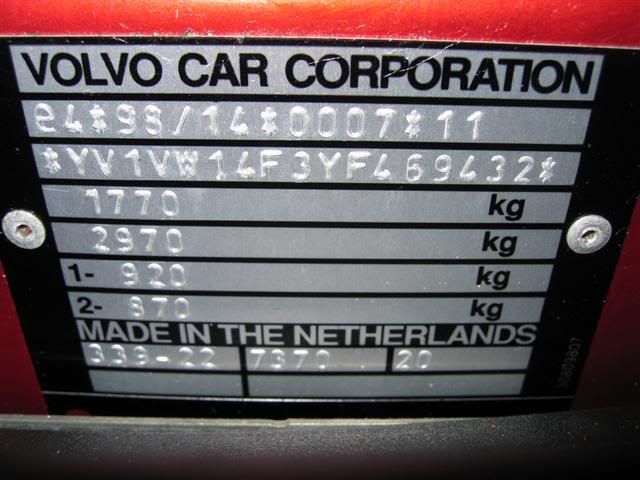 VOLVO CAR CORPORATION
e4*98/14*0007*11
*YV1VW14F3YF469432*
1770 kg
2970 kg
1- 920 kg
2- 870 kg
MADE IN THE NETHERLANDS
339-22 7370 20